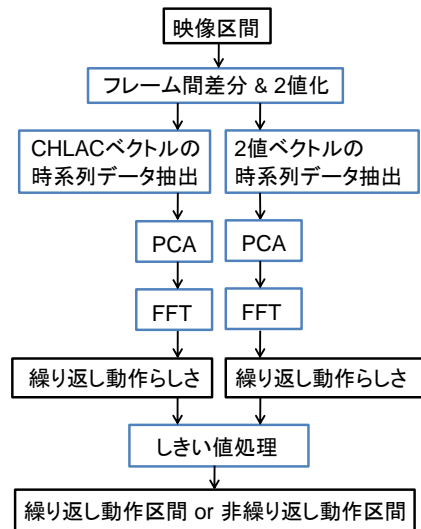 映像区間
フレーム間差分 & 2値化
CHLACベクトルの
時系列データ抽出
2値ベクトルの
時系列データ抽出
PCA
PCA
FFT
FFT
繰り返し動作らしさ
繰り返し動作らしさ
しきい値処理
繰り返し動作区間 or 非繰り返し動作区間